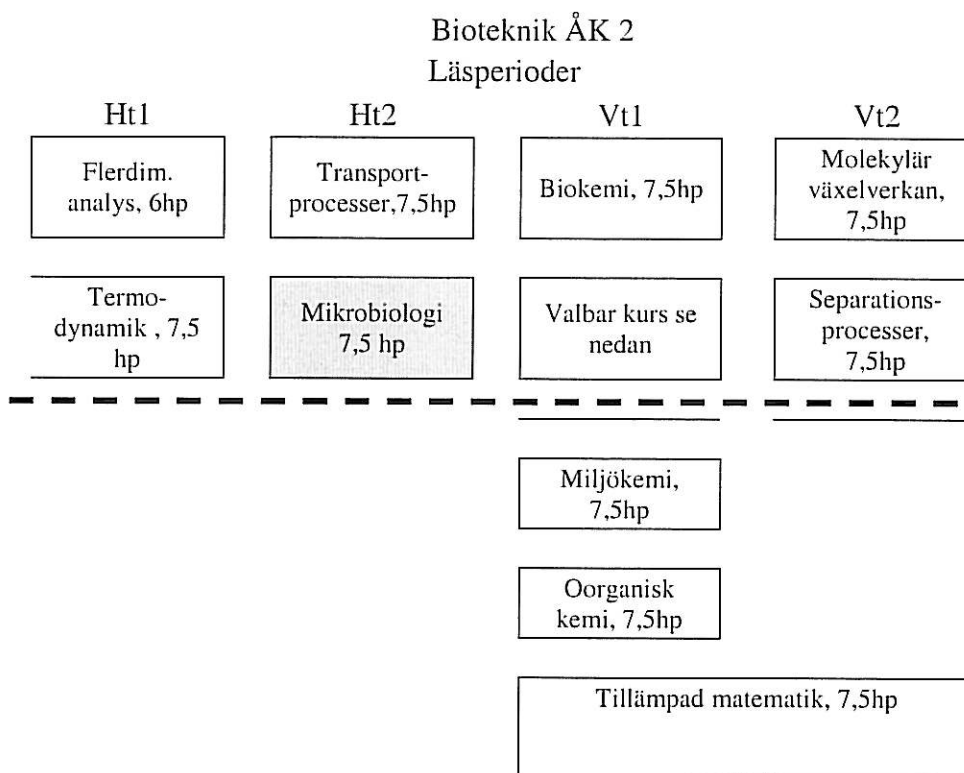 Bioteknik ÅK 2
Läsperioder
Ht1
Ht2
Vt1
Vt2
Flerdim.
analys, 6hp
Transport-
processer,7,5hp
Biokemi, 7,5hp
Molekylär
växelverkan,
7,5hp
Termo-
dynamik , 7,5
hp
Mikrobiologi
7,5 hp
Valbar kurs se
nedan
Separations-
processer,
7,5hp
Miljökemi,
7,5hp
Oorganisk
kemi, 7,5hp
Tillämpad matematik, 7,5hp